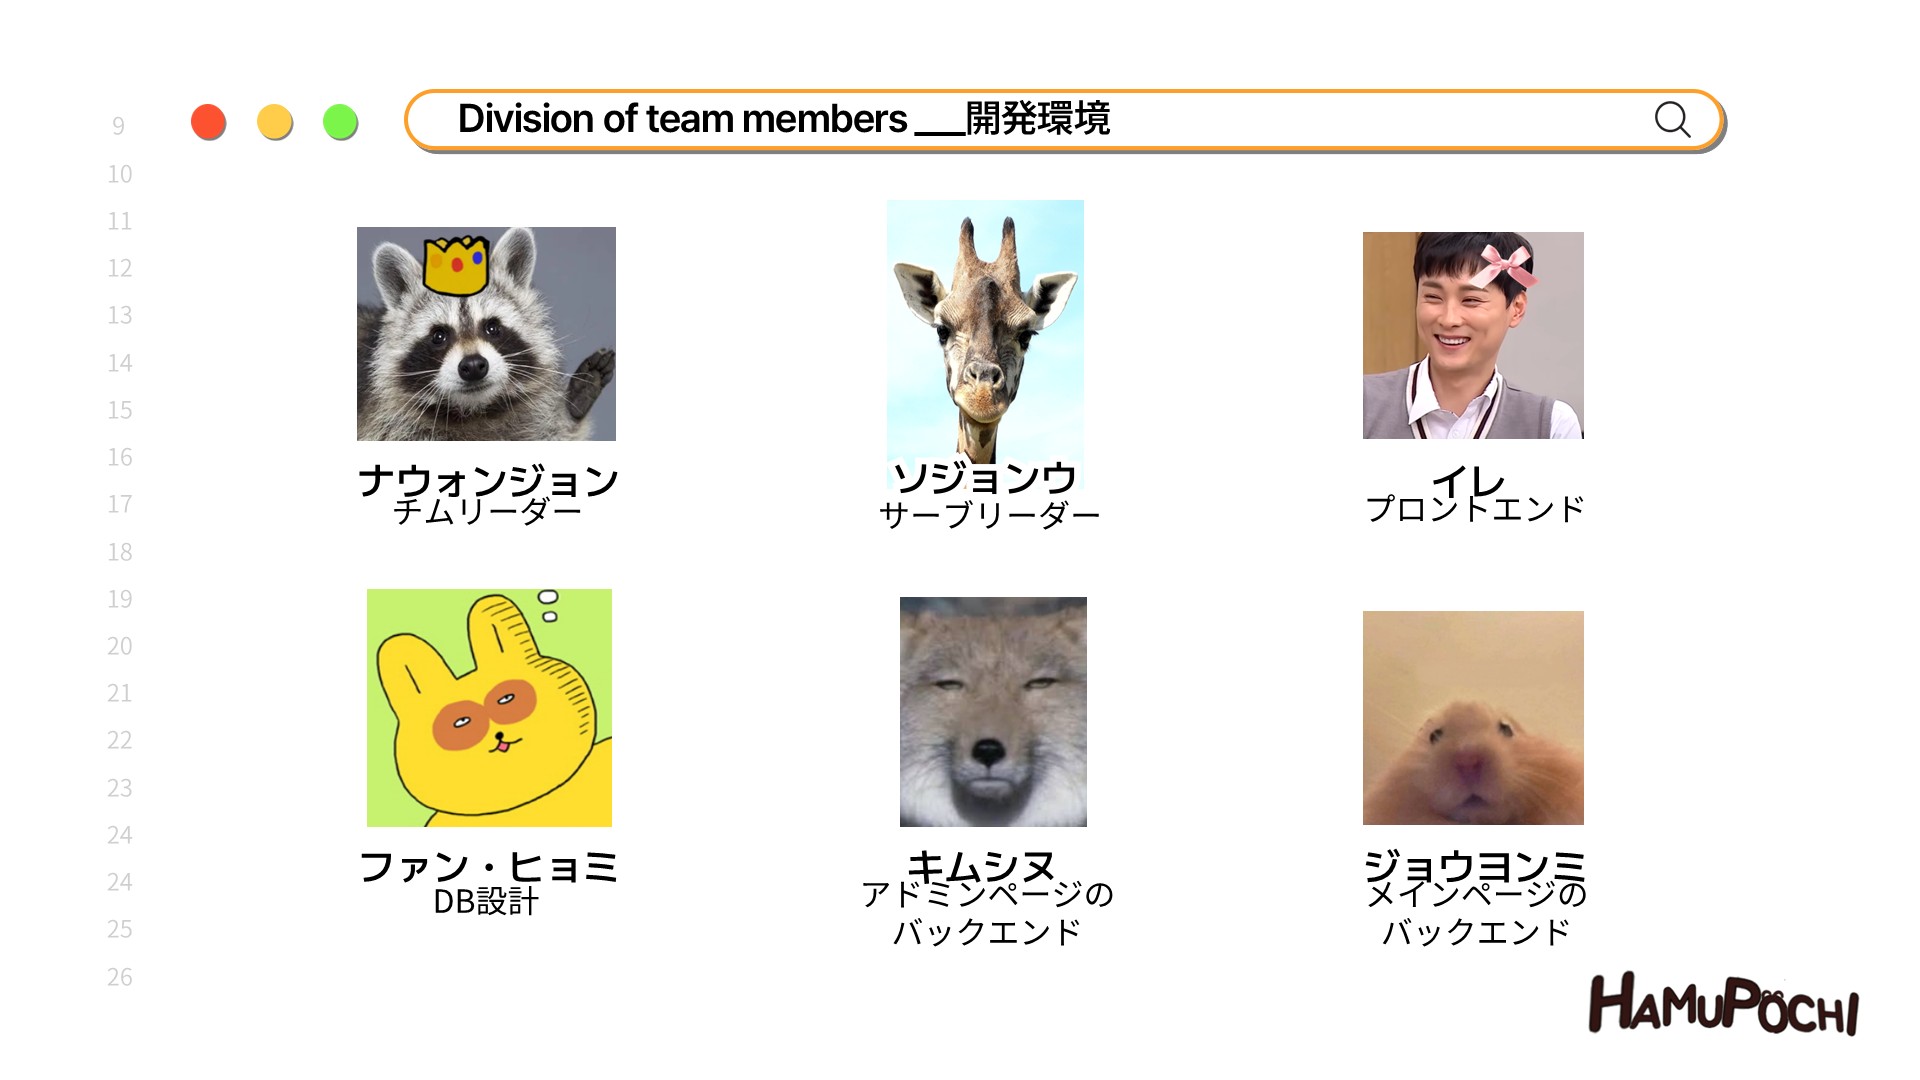 Division of team members ___開発環境
9
10
11
12
13
14
15
16
17
18
19
20
21
22
23
24
24
25
26
ナウォンジョン
チムリーダー
ソジョンウ
サーブリーダー
イレ
プロントエンド
ファン・ヒョミ
DB設計
キムシヌ
アドミンページの
バックエンド
ジョウヨンミ
メインページの
バックエンド
HAMUPOCHI